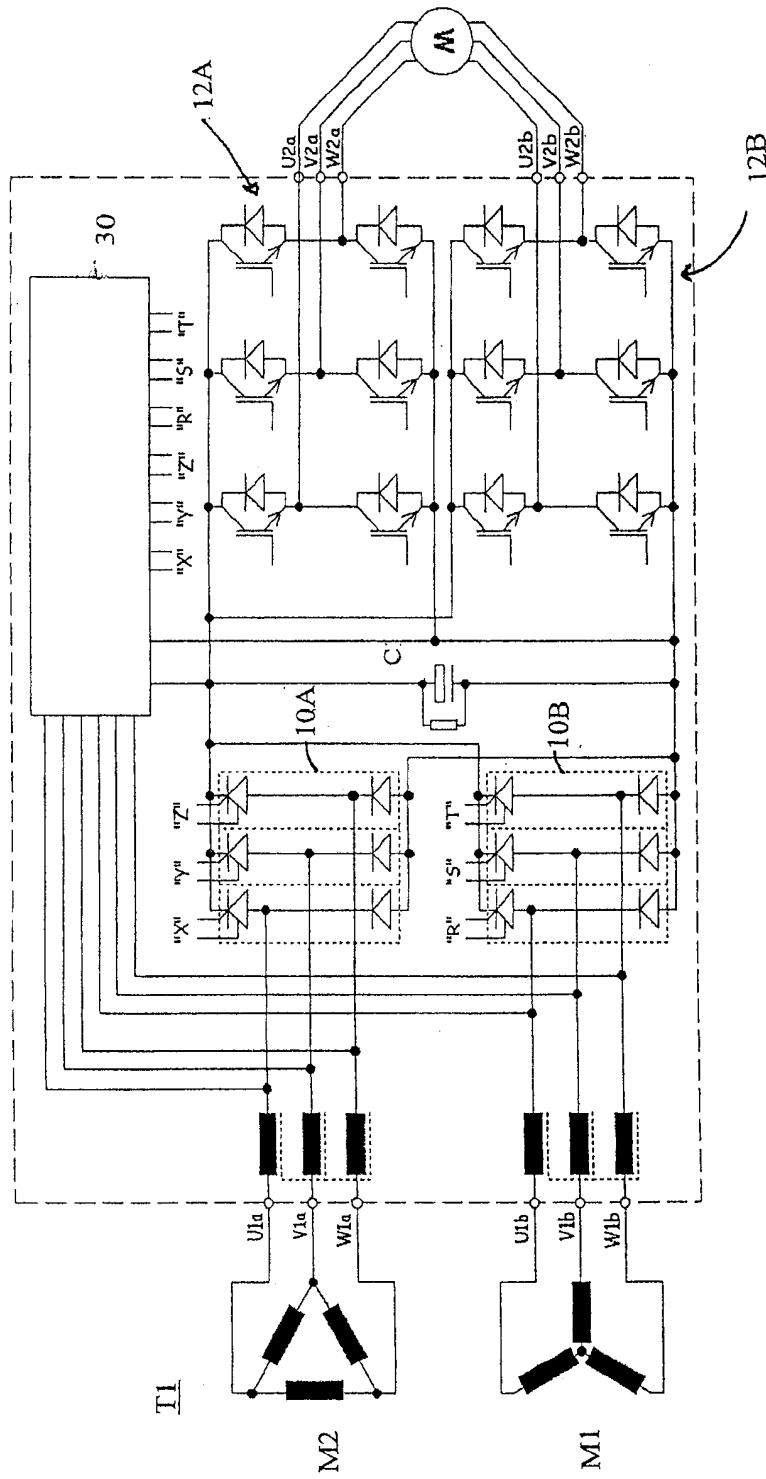 30
12A
"X" "Y" "Z" "R" "S" "T"
U2a
V2a
W2a
M
U2b
V2b
W2b
12B
C
10A
"X" "Y" "Z"
10B
"R" "S" "T"
T1
U1a
V1a
W1a
M2
U1b
V1b
W1b
M1